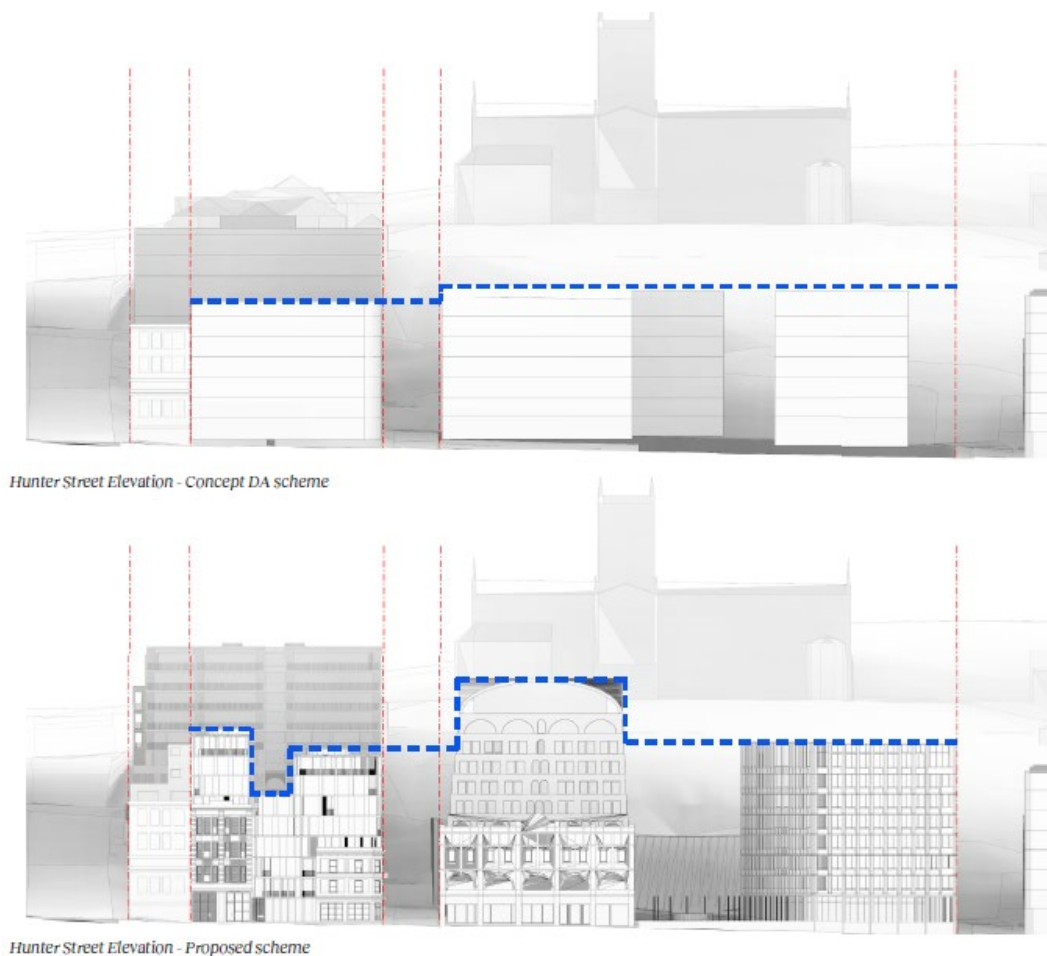 Hunter Street Elevation - Concept DA scheme
Hunter Street Elevation - Proposed scheme